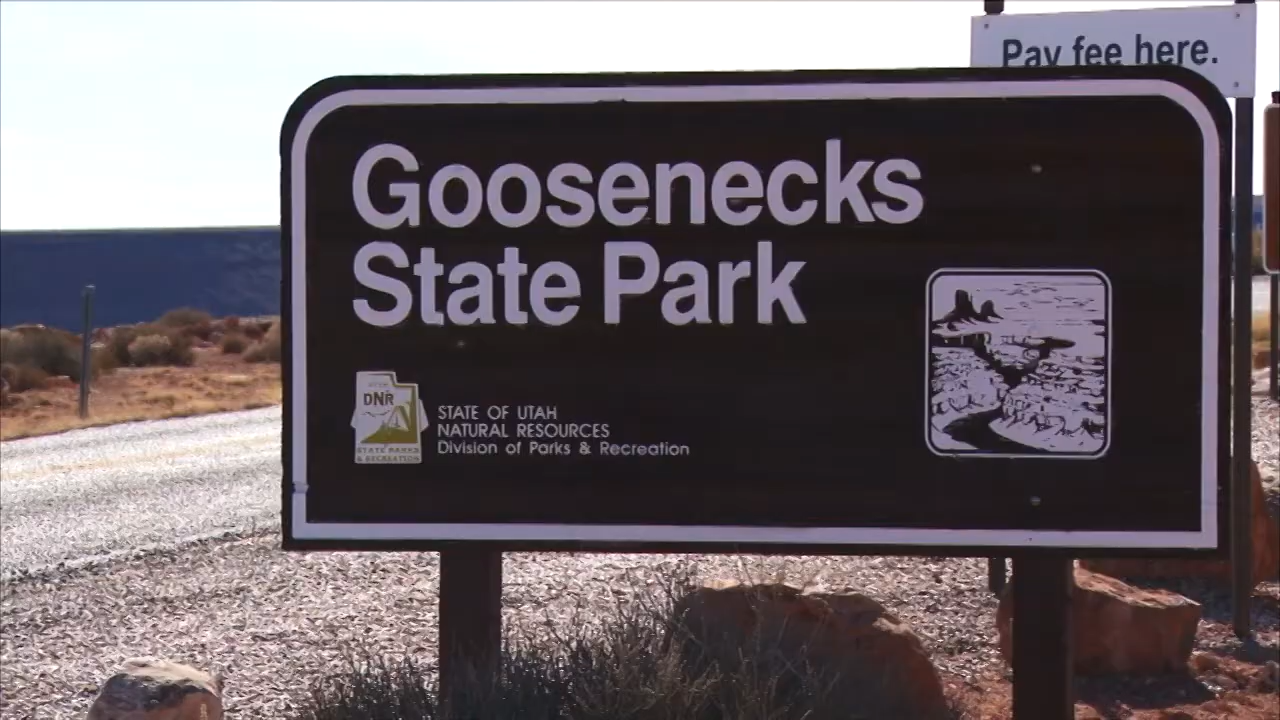 Pay fee here.
Goosenecks
State Park
UTAH
DNR
STATE PARKS
& RECREATION
STATE OF UTAH
NATURAL RESOURCES
Division of Parks & Recreation